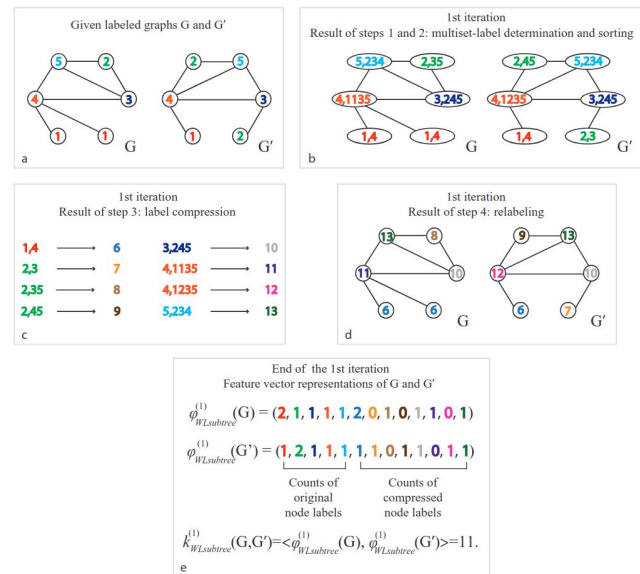 Given labeled graphs G and G′
5 2 2 5
4 3 4 3
1 1 1 2
G G′
a
1st iteration
Result of steps 1 and 2: multiset-label determination and sorting
5,234 2,35 2,45 5,234
4,1135 3,245 4,1235 3,245
1,4 1,4 1,4 2,3
G G′
b
1st iteration
Result of step 3: label compression
1,4 → 6 3,245 → 10
2,3 → 7 4,1135 → 11
2,35 → 8 4,1235 → 12
2,45 → 9 5,234 → 13
c
1st iteration
Result of step 4: relabeling
13 8 9 13
11 10 12 10
6 6 6 7
G G′
d
End of the 1st iteration
Feature vector representations of G and G′
φ(1)WLsubtree(G) = (2, 1, 1, 1, 1, 2, 0, 1, 0, 1, 1, 0, 1)
φ(1)WLsubtree(G’) = (1, 2, 1, 1, 1, 1, 1, 0, 1, 1, 0, 1, 1)
Counts of original node labels
Counts of compressed node labels
k(1)WLsubtree(G,G′)=<φ(1)WLsubtree(G), φ(1)WLsubtree(G′)>=11.
e